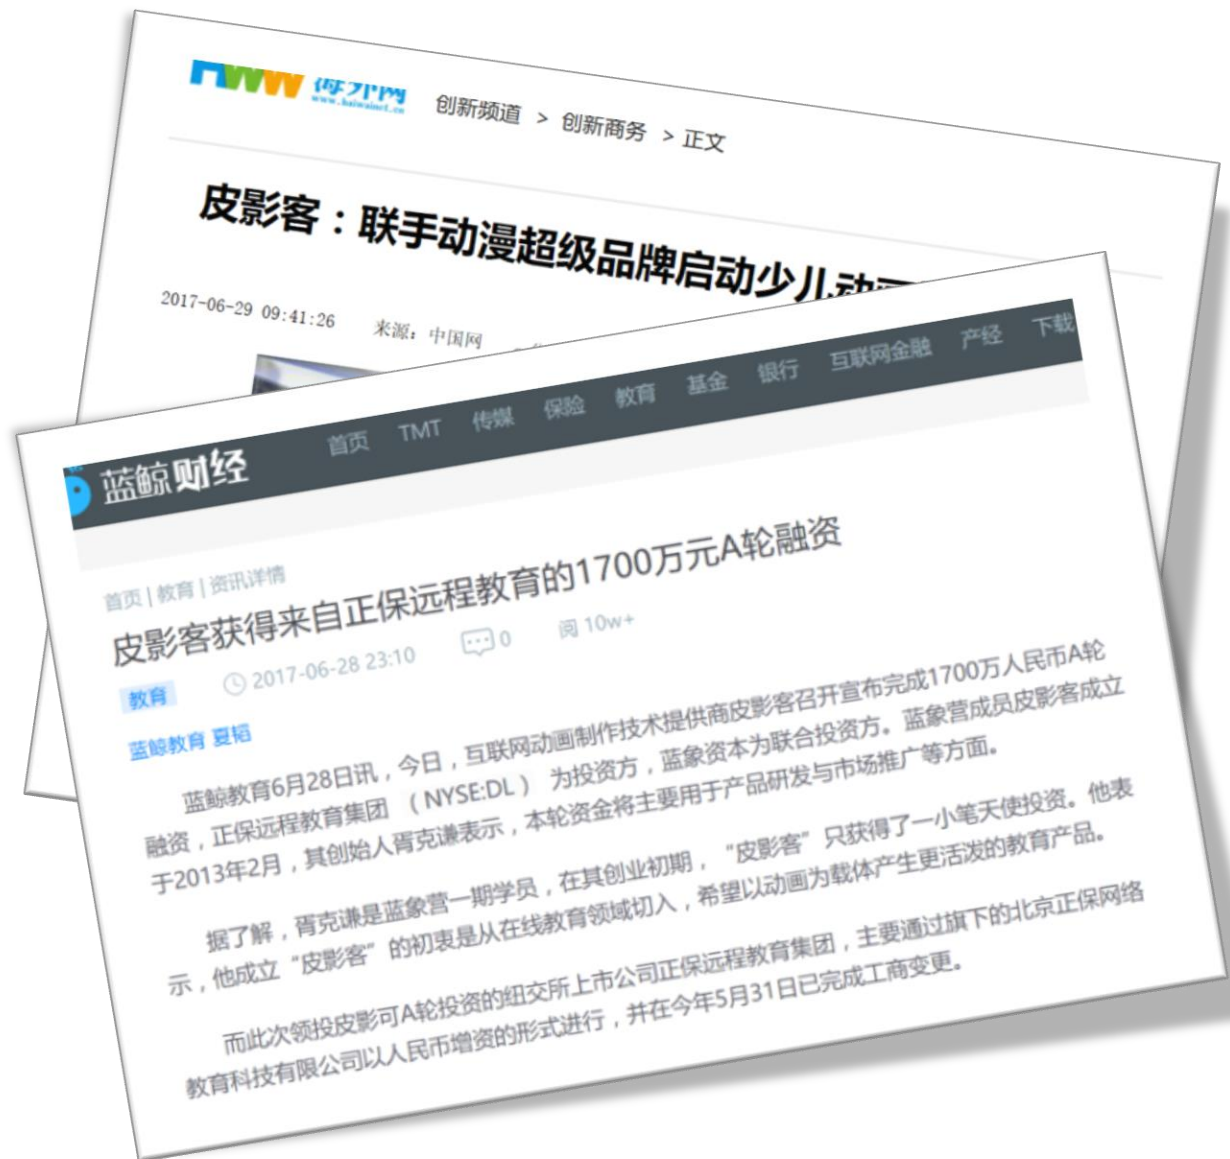 海外网
www.haiwainet.cn
创新频道 > 创新商务 > 正文
皮影客：联手动漫超级品牌启动少儿动画
2017-06-29 09:41:26 来源：中国网
蓝鲸财经
首页 TMT 传媒 保险 教育 基金 银行 互联网金融 产经 下载
首页 | 教育 | 资讯详情
皮影客获得来自正保远程教育的1700万元A轮融资
教育 2017-06-28 23:10 0 阅 10w+
蓝鲸教育 夏韬
蓝鲸教育6月28日讯，今日，互联网动画制作技术提供商皮影客召开宣布完成1700万人民币A轮
融资，正保远程教育集团 （NYSE:DL） 为投资方，蓝象资本为联合投资方。蓝象营成员皮影客成立
于2013年2月，其创始人胥克谦表示，本轮资金将主要用于产品研发与市场推广等方面。
据了解，胥克谦是蓝象营一期学员，在其创业初期，“皮影客”只获得了一小笔天使投资。他表
示，他成立“皮影客”的初衷是从在线教育领域切入，希望以动画为载体产生更活泼的教育产品。
而此次领投皮影可A轮投资的纽交所上市公司正保远程教育集团，主要通过旗下的北京正保网络
教育科技有限公司以人民币增资的形式进行，并在今年5月31日已完成工商变更。